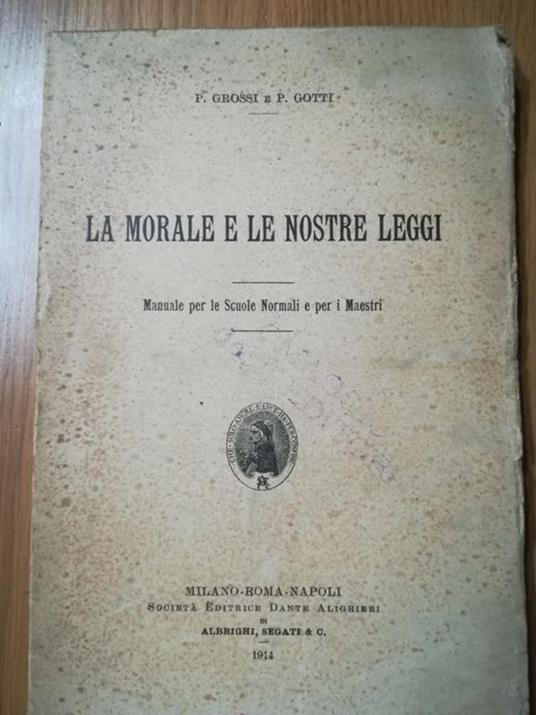 P. GROSSI E P. GOTTI
LA MORALE E LE NOSTRE LEGGI
Manuale per le Scuole Normali e per i Maestri
MILANO-ROMA-NAPOLI
SOCIETÀ EDITRICE DANTE ALIGHIERI
DI
ALBRIGHI, SEGATI & C.
1914